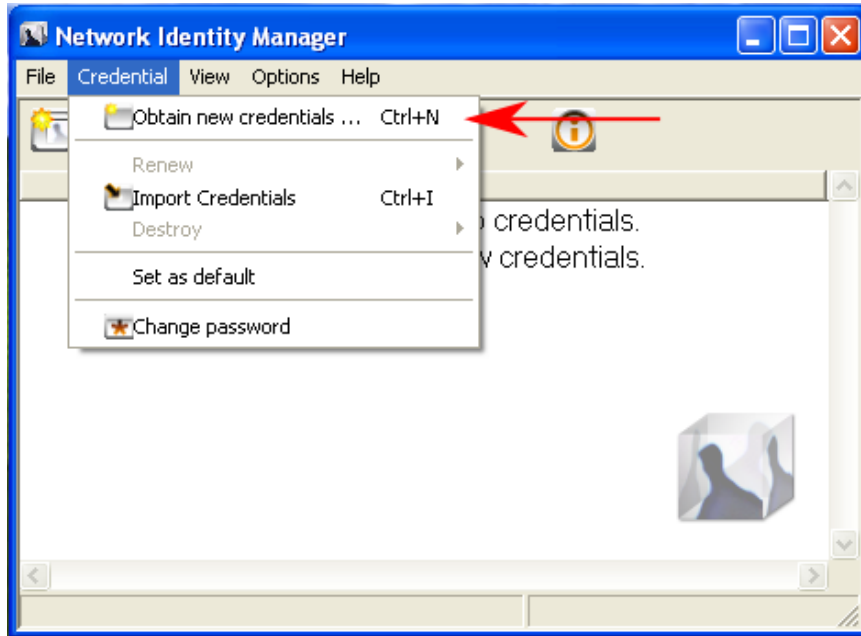 Network Identity Manager
File Credential View Options Help
Obtain new credentials ... Ctrl+N
Renew
Import Credentials Ctrl+I
Destroy
Set as default
Change password
credentials.
credentials.